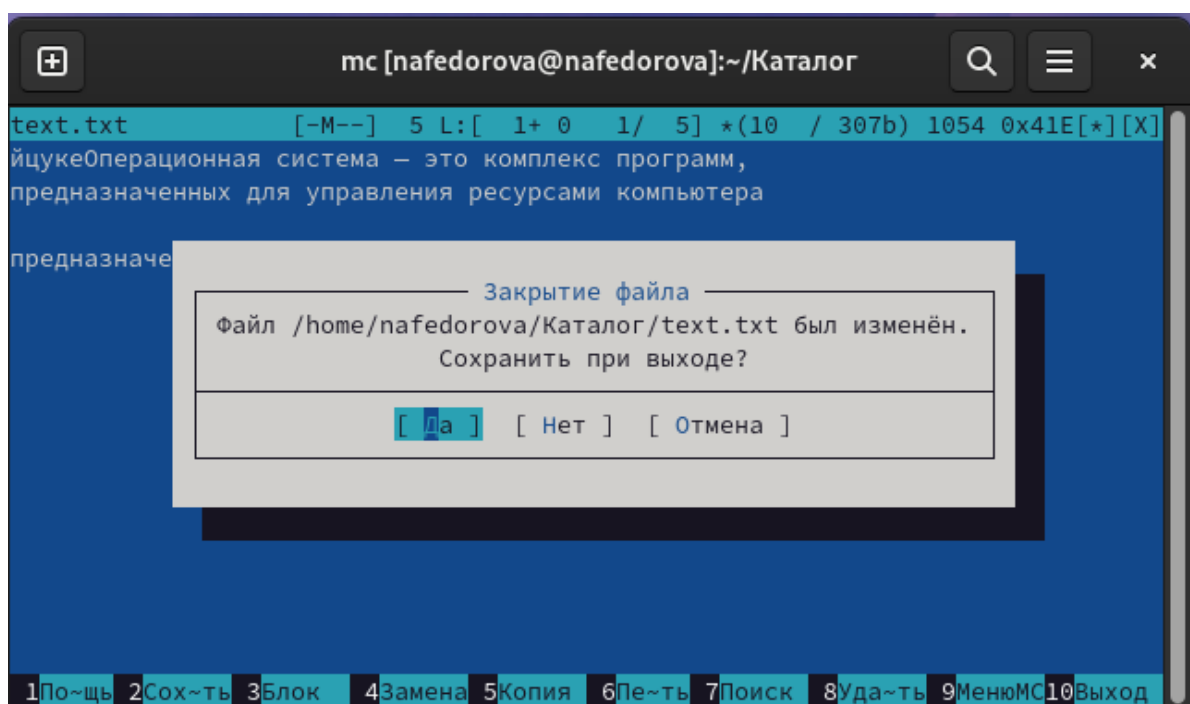 mc [nafedorova@nafedorova]:~/Каталог
text.txt [-M--] 5 L:[ 1+ 0 1/ 5] *(10 / 307b) 1054 0x41E[*][X]
йцукеОперационная система — это комплекс программ,
предназначенных для управления ресурсами компьютера
предназначе
Закрытие файла
Файл /home/nafedorova/Каталог/text.txt был изменён.
Сохранить при выходе?
[ Да ] [ Нет ] [ Отмена ]
1По~щь 2Сох~ть 3Блок 4Замена 5Копия 6Пе~ть 7Поиск 8Уда~ть 9МенюMC10Выход